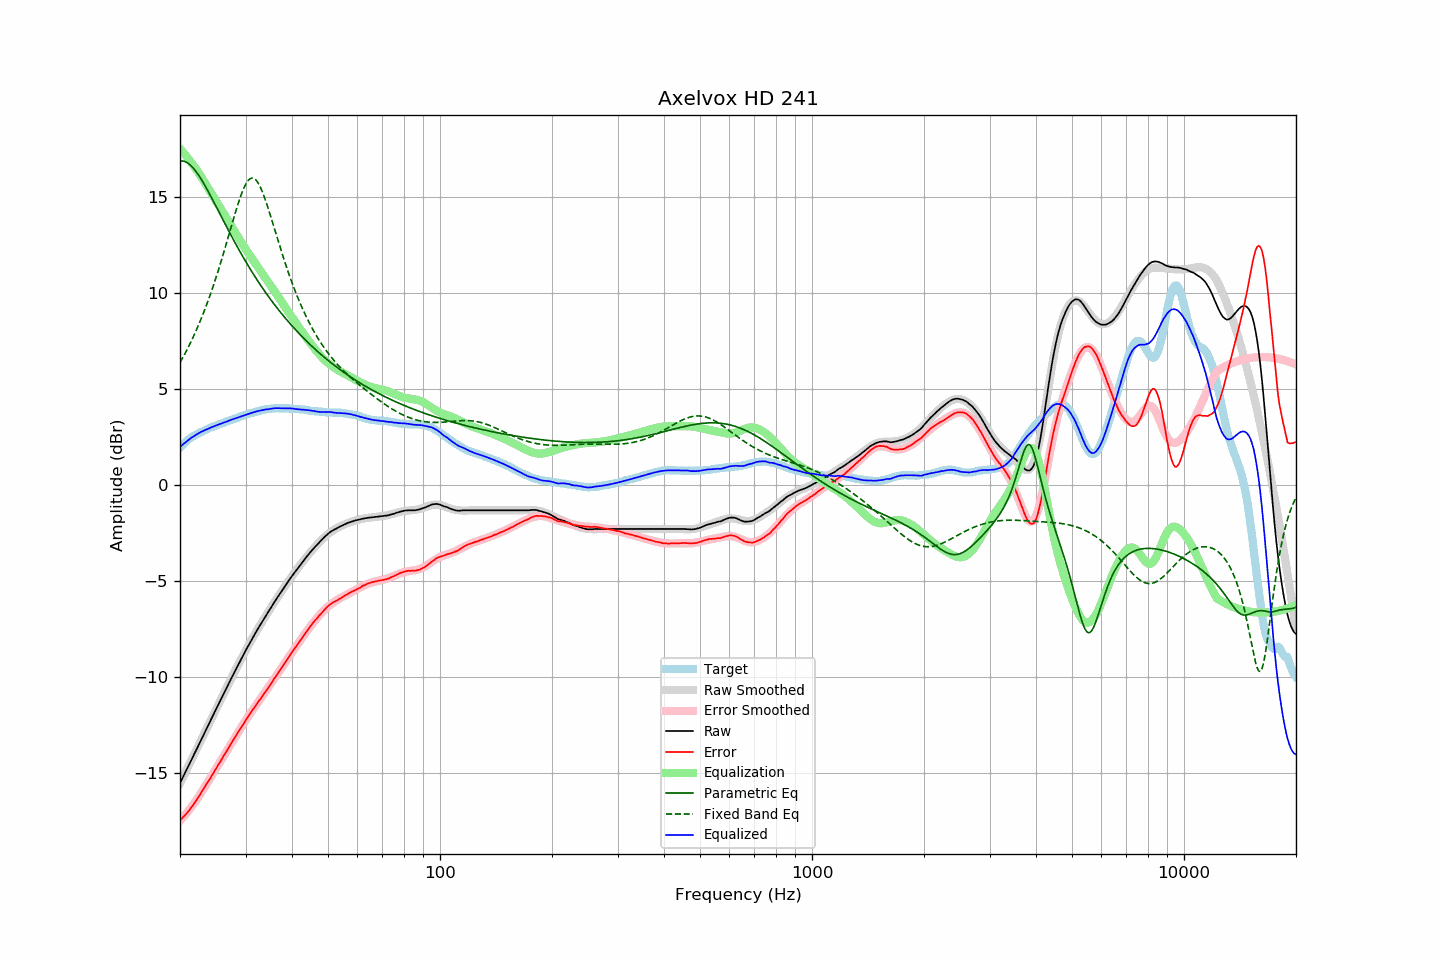 Axelvox HD 241
Amplitude (dBr)
15
10
5
0
−5
−10
−15
100
1000
10000
Frequency (Hz)
Target
Raw Smoothed
Error Smoothed
Raw
Error
Equalization
Parametric Eq
Fixed Band Eq
Equalized